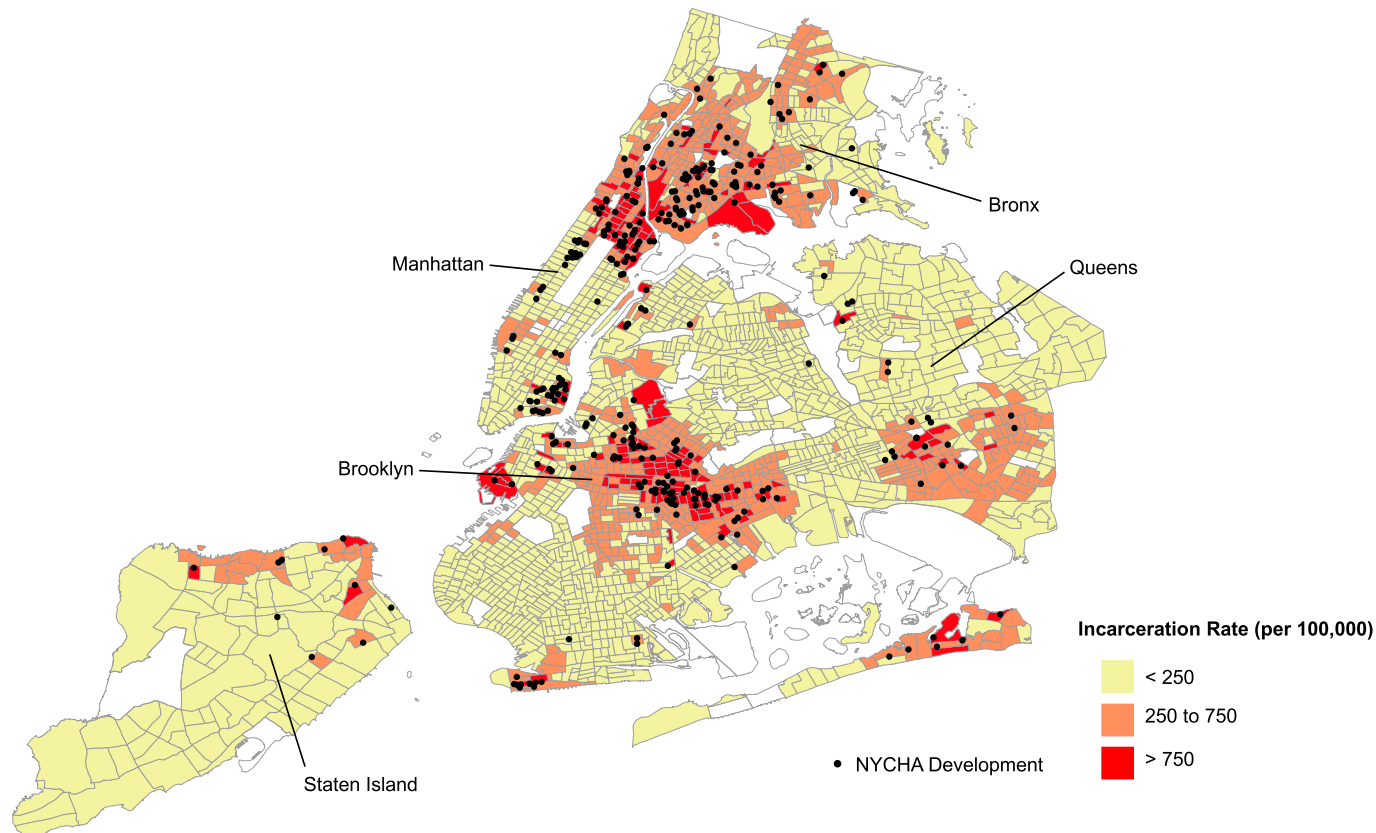 Bronx
Manhattan
Queens
Brooklyn
Incarceration Rate (per 100,000)
< 250
250 to 750
> 750
NYCHA Development
Staten Island